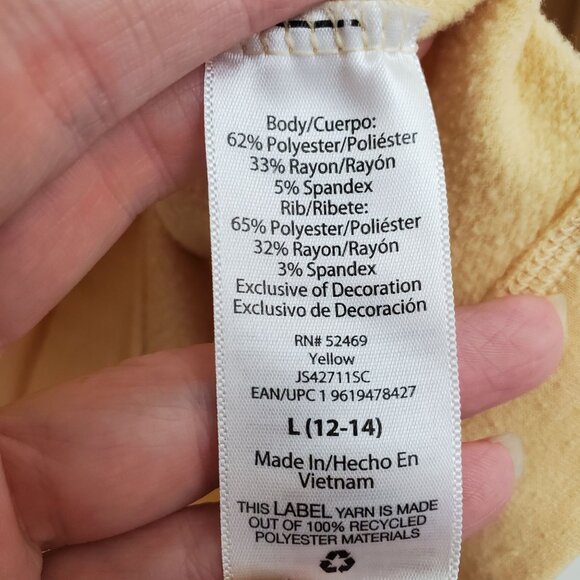 Body/Cuerpo:
62% Polyester/Poliéster
33% Rayon/Rayón
5% Spandex
Rib/Ribete:
65% Polyester/Poliéster
32% Rayon/Rayón
3% Spandex
Exclusive of Decoration
Exclusivo de Decoración
RN# 52469
Yellow
JS42711SC
EAN/UPC 1 9619478427
L (12-14)
Made In/Hecho En
Vietnam
THIS LABEL YARN IS MADE
OUT OF 100% RECYCLED
POLYESTER MATERIALS